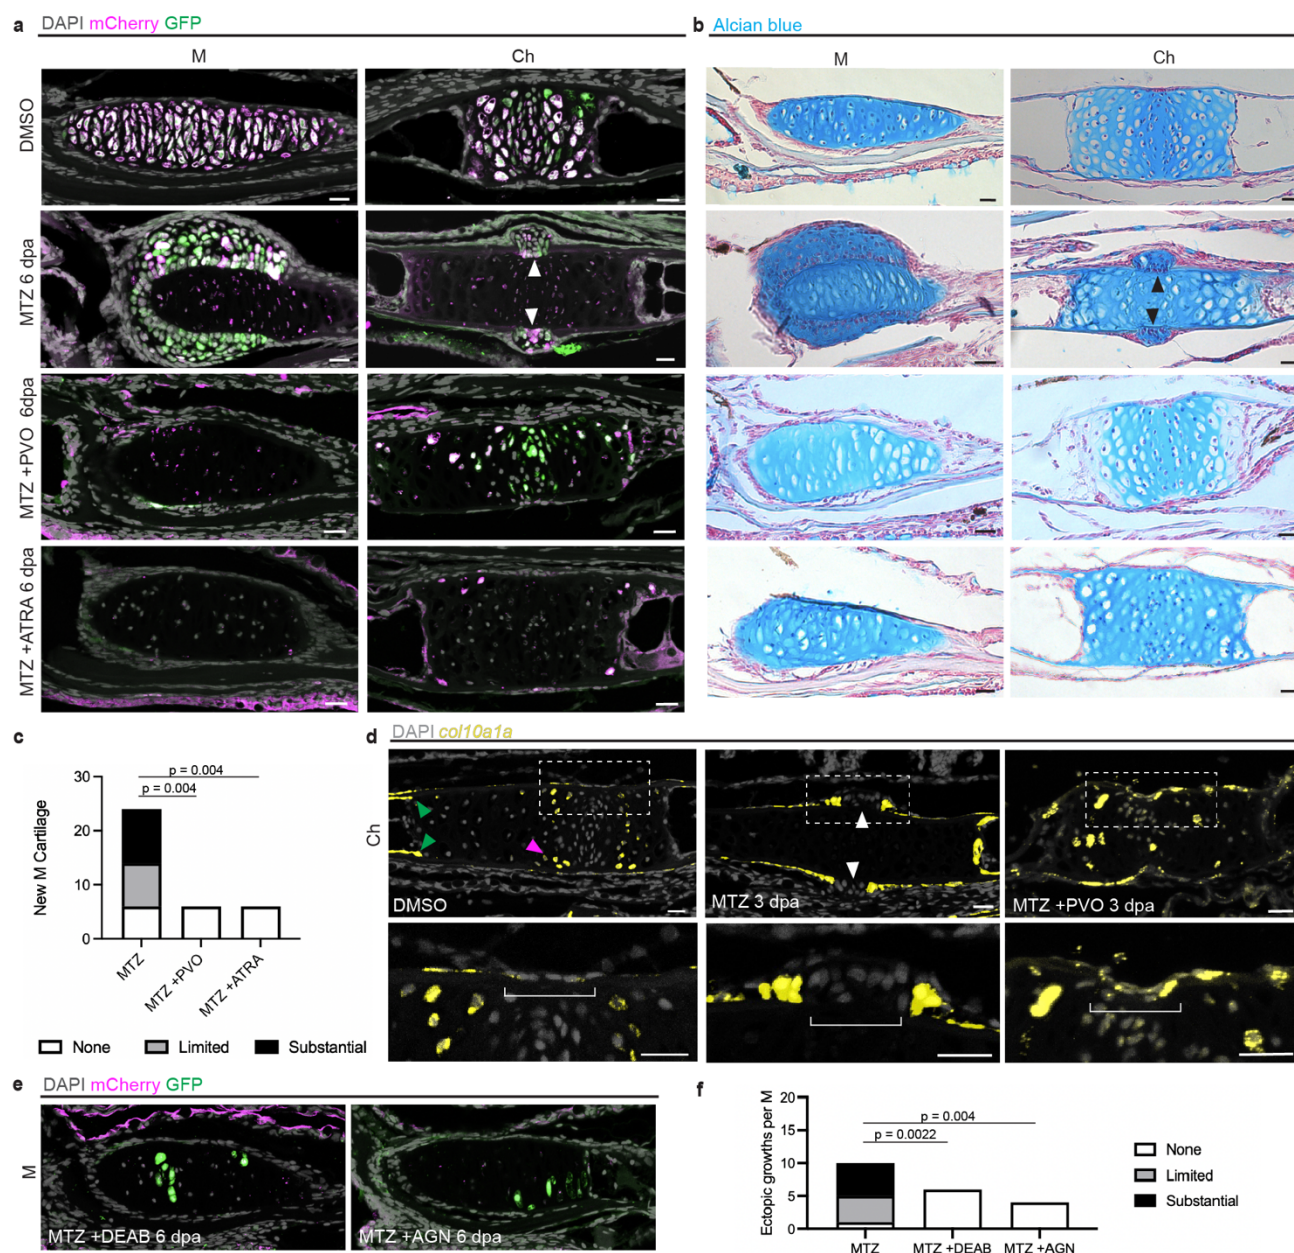 a DAPI mCherry GFP
M Ch
DMSO
MTZ 6 dpa
MTZ +PVO 6dpa
MTZ +ATRA 6 dpa
b Alcian blue
M Ch
c
p = 0.004
p = 0.004
New M Cartilage
30
20
10
0
MTZ
MTZ +PVO
MTZ +ATRA
None Limited Substantial
d DAPI col10a1a
Ch
DMSO
MTZ 3 dpa
MTZ +PVO 3 dpa
e DAPI mCherry GFP
M
MTZ +DEAB 6 dpa
MTZ +AGN 6 dpa
f
Ectopic growths per M
20
15
10
5
0
p = 0.004
p = 0.0022
MTZ MTZ +DEAB MTZ +AGN
None
Limited
Substantial